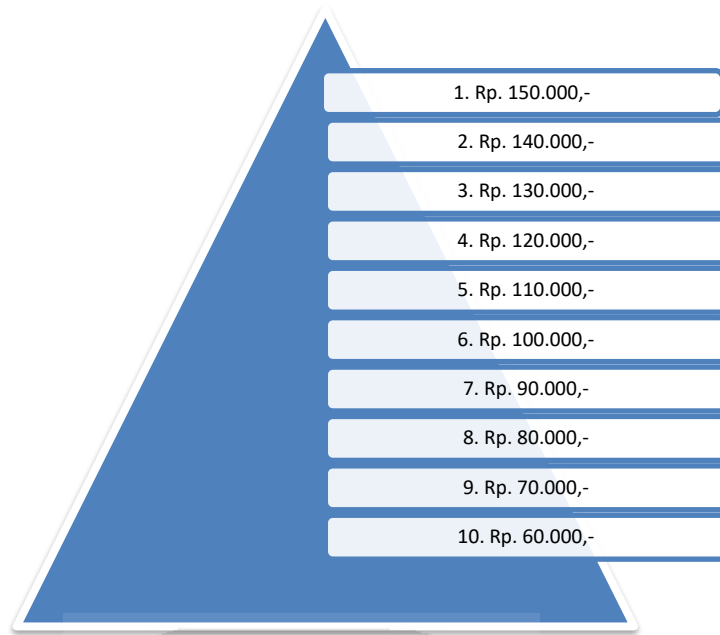 1. Rp. 150.000,-
2. Rp. 140.000,-
3. Rp. 130.000,-
4. Rp. 120.000,-
5. Rp. 110.000,-
6. Rp. 100.000,-
7. Rp. 90.000,-
8. Rp. 80.000,-
9. Rp. 70.000,-
10. Rp. 60.000,-